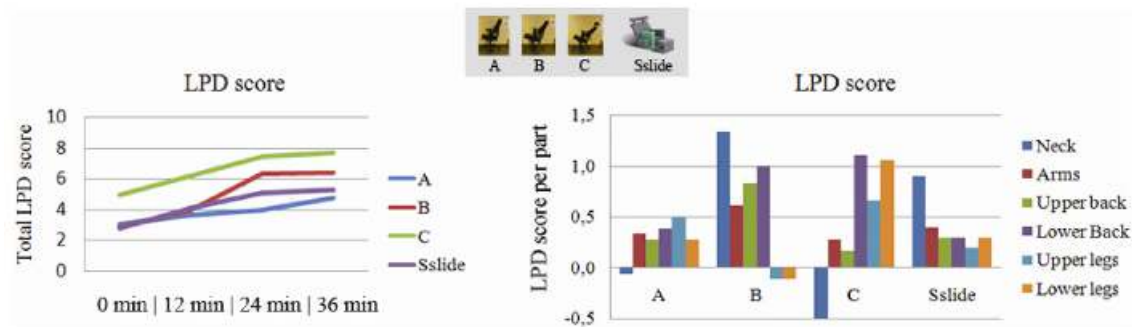 A B C Sslide
LPD score
Total LPD score
10
8
6
4
2
0
0 min | 12 min | 24 min | 36 min
A
B
C
Sslide
LPD score
LPD score per part
1,5
1,0
0,5
0,0
-0,5
A B C Sslide
Neck
Arms
Upper back
Lower Back
Upper legs
Lower legs